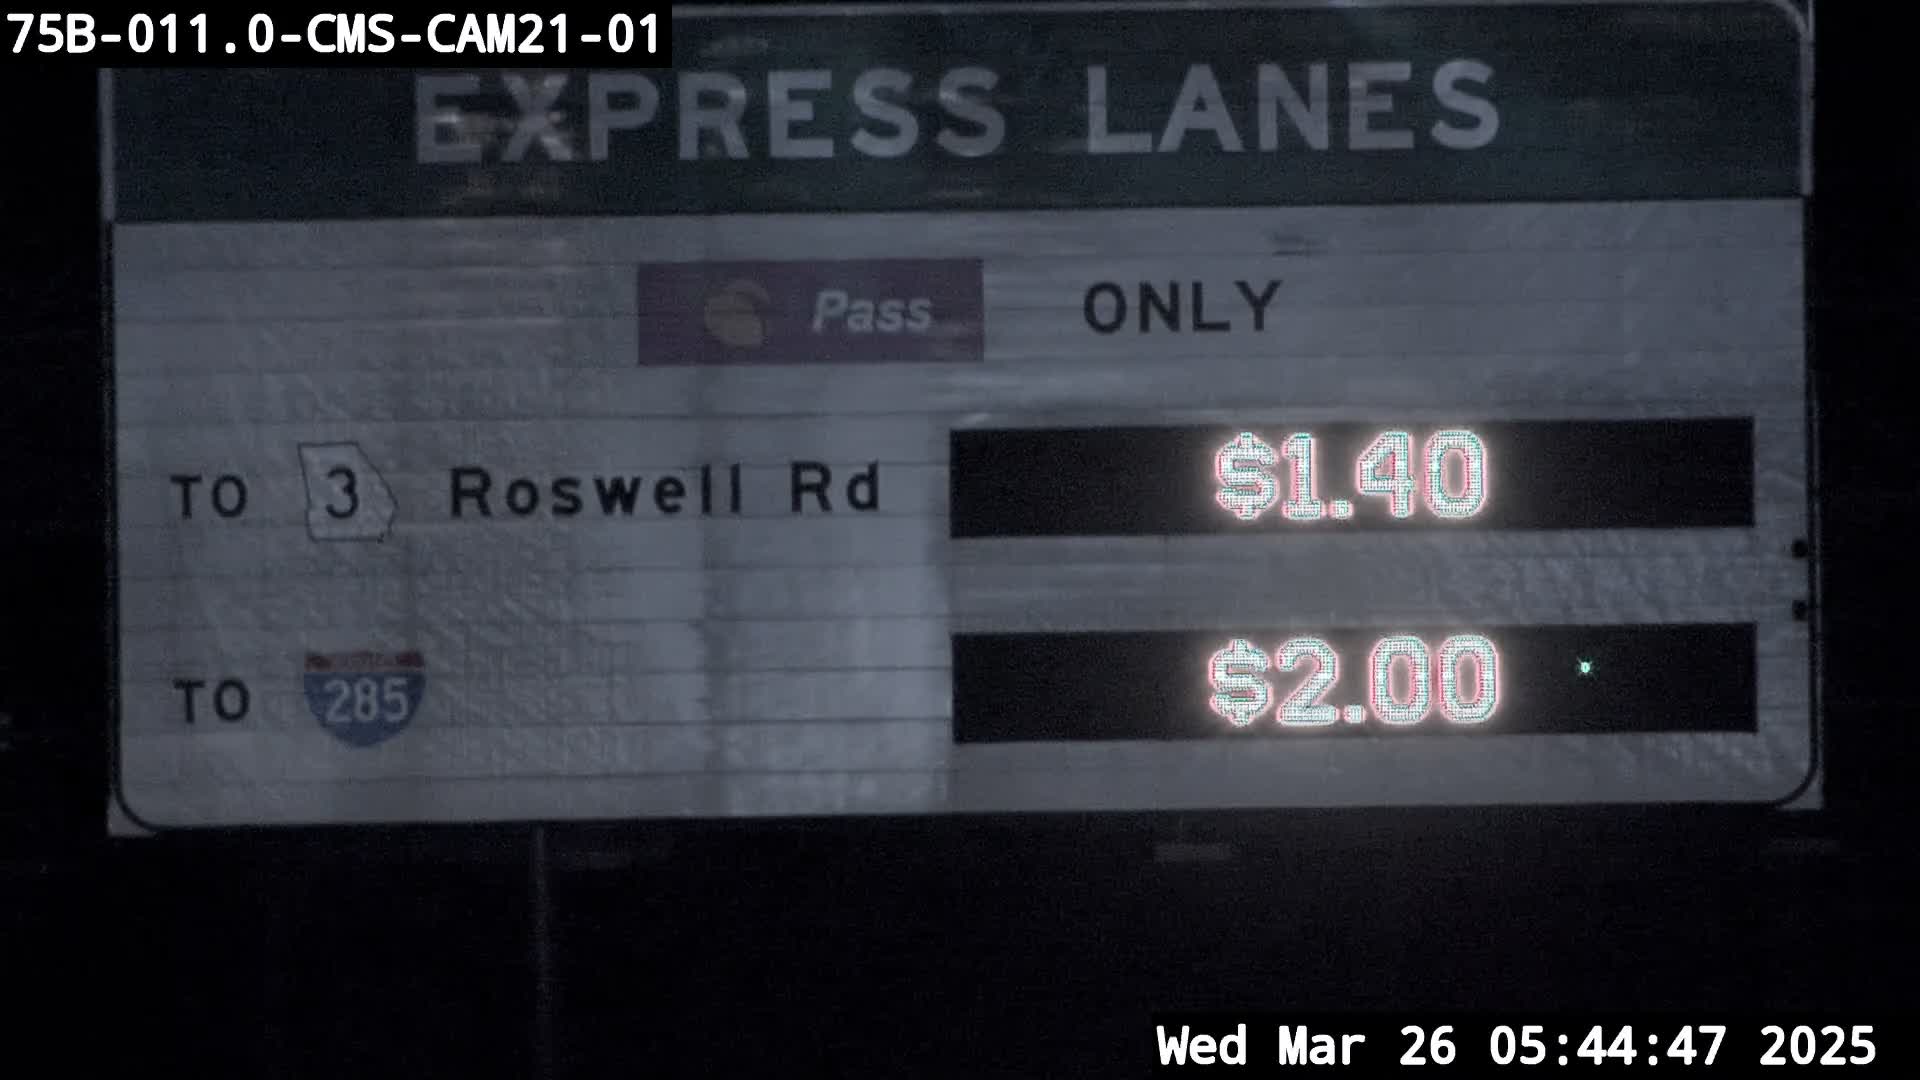 75B-011.0-CMS-CAM21-01
EXPRESS LANES
Pass ONLY
TO 3 Roswell Rd $1.40
TO 285 $2.00
Wed Mar 26 05:44:47 2025